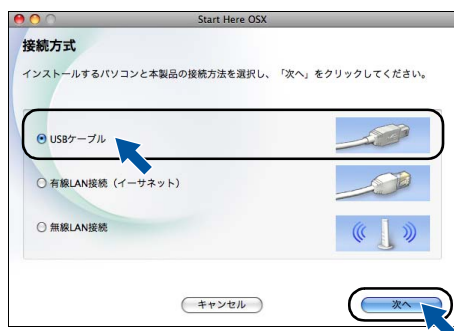 Start Here OSX
接続方式
インストールするパソコンと本製品の接続方法を選択し、「次へ」をクリックしてください。
USBケーブル
有線LAN接続（イーサネット）
無線LAN接続
キャンセル
次へ